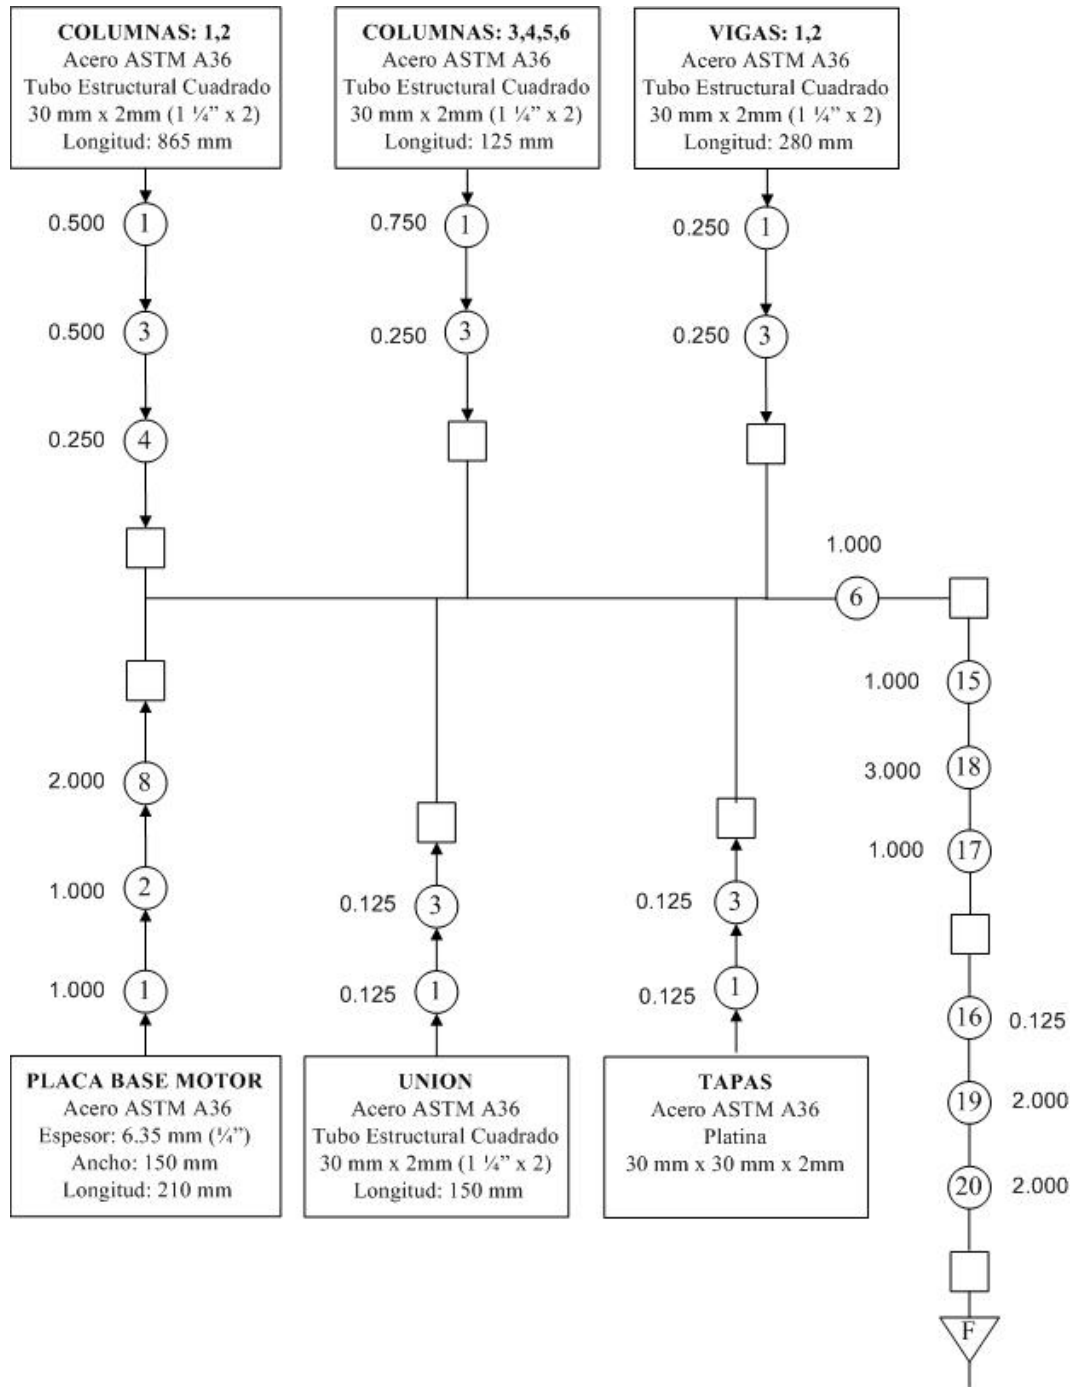 COLUMNAS: 1,2
Acero ASTM A36
Tubo Estructural Cuadrado
30 mm x 2mm (1 ¼” x 2)
Longitud: 865 mm
COLUMNAS: 3,4,5,6
Acero ASTM A36
Tubo Estructural Cuadrado
30 mm x 2mm (1 ¼” x 2)
Longitud: 125 mm
VIGAS: 1,2
Acero ASTM A36
Tubo Estructural Cuadrado
30 mm x 2mm (1 ¼” x 2)
Longitud: 280 mm
0.500 1
0.750 1
0.250 1
0.500 3
0.250 3
0.250 3
0.250 4
1.000
6
1.000 15
3.000 18
1.000 17
16 0.125
19 2.000
20 2.000
F
2.000 8
1.000 2
0.125 3
0.125 3
1.000 1
0.125 1
0.125 1
PLACA BASE MOTOR
Acero ASTM A36
Espesor: 6.35 mm (¼”)
Ancho: 150 mm
Longitud: 210 mm
UNION
Acero ASTM A36
Tubo Estructural Cuadrado
30 mm x 2mm (1 ¼” x 2)
Longitud: 150 mm
TAPAS
Acero ASTM A36
Platina
30 mm x 30 mm x 2mm